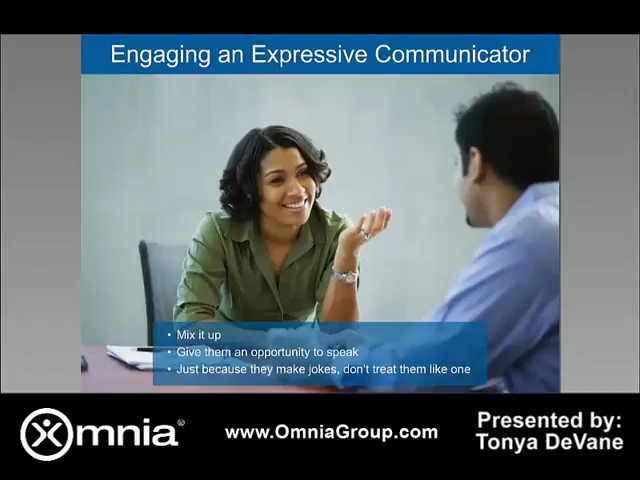 Engaging an Expressive Communicator
• Mix it up
• Give them an opportunity to speak
• Just because they make jokes, don't treat them like one
Omnia®
www.OmniaGroup.com
Presented by:
Tonya DeVane